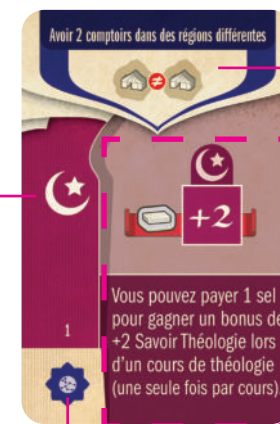 Avoir 2 comptoirs dans des régions différentes
≠
+2
Vous pouvez payer 1 sel
pour gagner un bonus de
+2 Savoir Théologie lors
d'un cours de théologie
(une seule fois par cours).
1